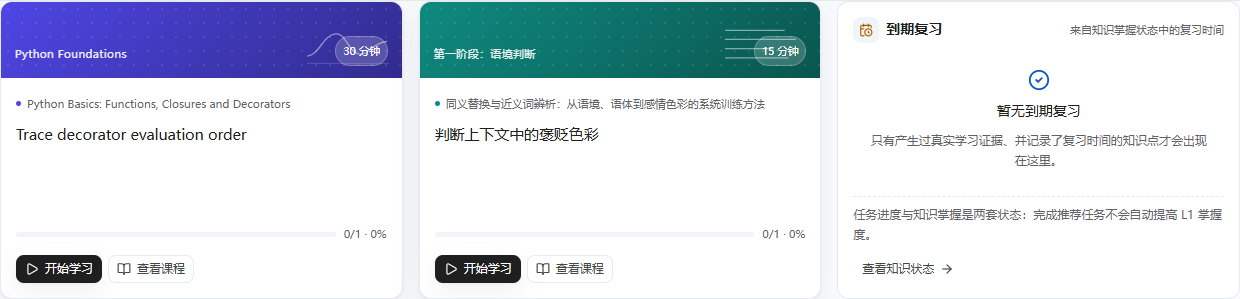 Python Foundations
30 分钟
Python Basics: Functions, Closures and Decorators
Trace decorator evaluation order
0/1 · 0%
开始学习
查看课程
第一阶段：语境判断
15 分钟
同义替换与近义词辨析：从语境、语体到感情色彩的系统训练方法
判断上下文中的褒贬色彩
0/1 · 0%
开始学习
查看课程
到期复习
来自知识掌握状态中的复习时间
暂无到期复习
只有产生过真实学习证据、并记录了复习时间的知识点才会出现
在这里。
任务进度与知识掌握是两套状态：完成推荐任务不会自动提高 L1 掌握
度。
查看知识状态